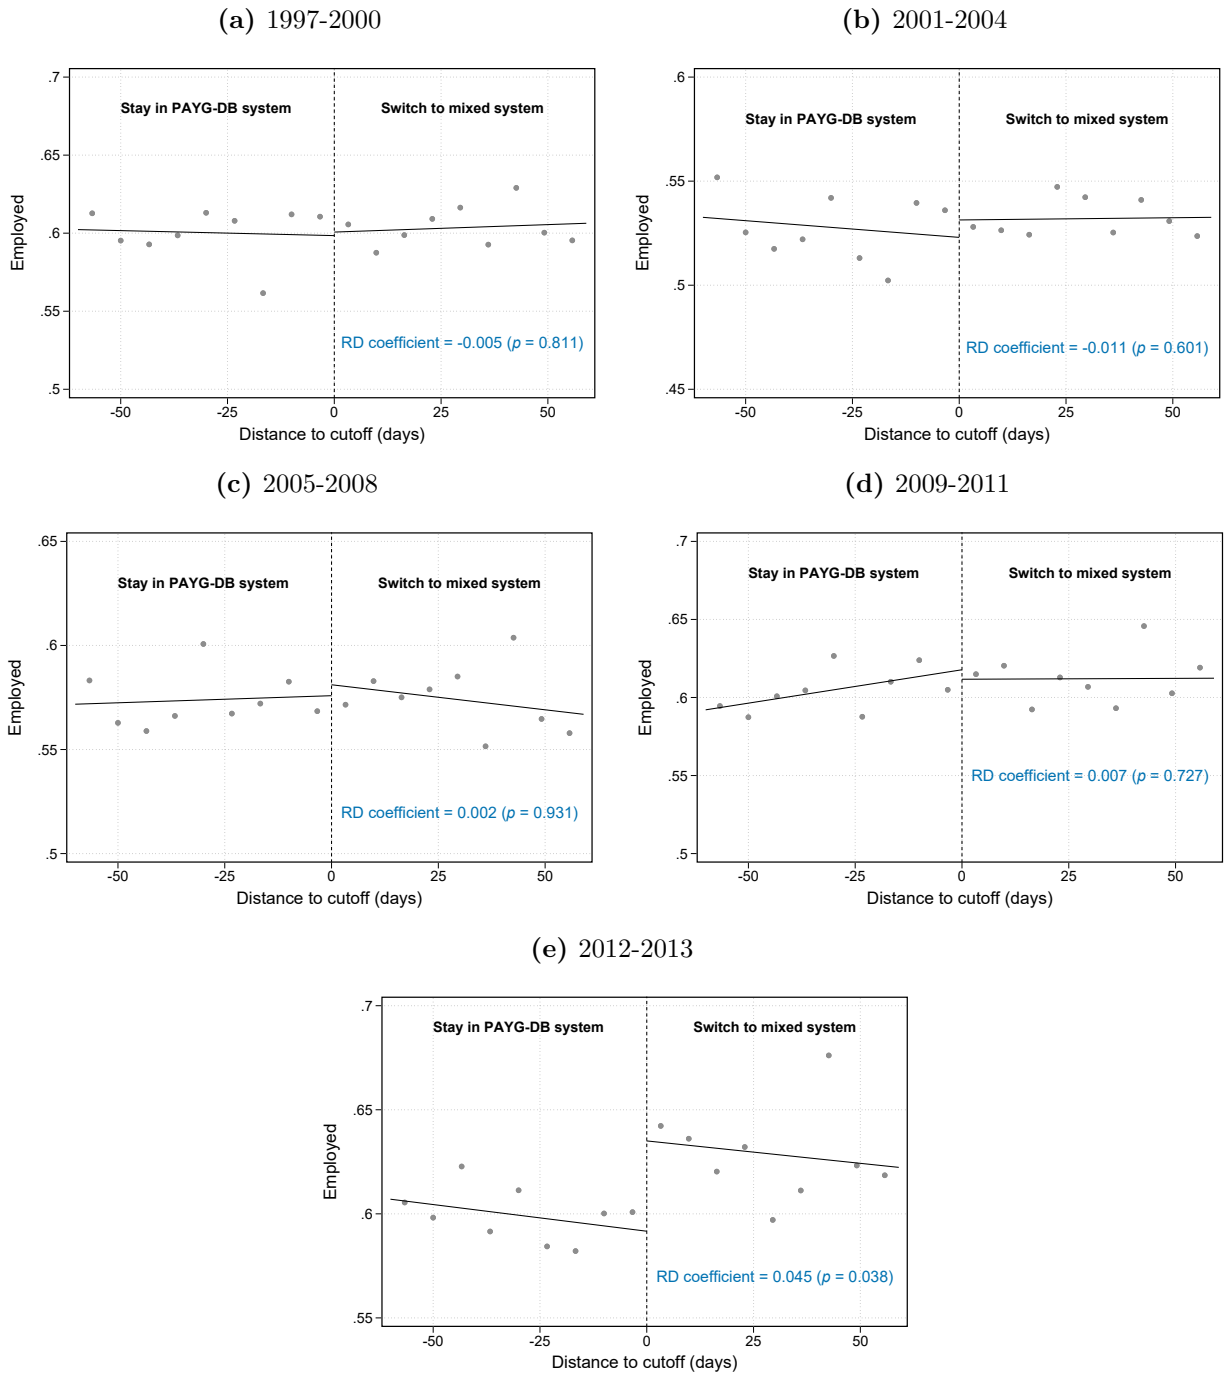 (a) 1997-2000
.7
.65
.6
.55
.5
Employed
Stay in PAYG-DB system
Switch to mixed system
RD coefficient = -0.005 (p = 0.811)
-50 -25 0 25 50
Distance to cutoff (days)
(b) 2001-2004
.6
.55
.5
.45
Employed
Stay in PAYG-DB system
Switch to mixed system
RD coefficient = -0.011 (p = 0.601)
-50 -25 0 25 50
Distance to cutoff (days)
(c) 2005-2008
.65
.6
.55
.5
Employed
Stay in PAYG-DB system
Switch to mixed system
RD coefficient = 0.002 (p = 0.931)
-50 -25 0 25 50
Distance to cutoff (days)
(d) 2009-2011
.7
.65
.6
.55
.5
Employed
Stay in PAYG-DB system
Switch to mixed system
RD coefficient = 0.007 (p = 0.727)
-50 -25 0 25 50
Distance to cutoff (days)
(e) 2012-2013
.7
.65
.6
.55
Employed
Stay in PAYG-DB system
Switch to mixed system
RD coefficient = 0.045 (p = 0.038)
-50 -25 0 25 50
Distance to cutoff (days)